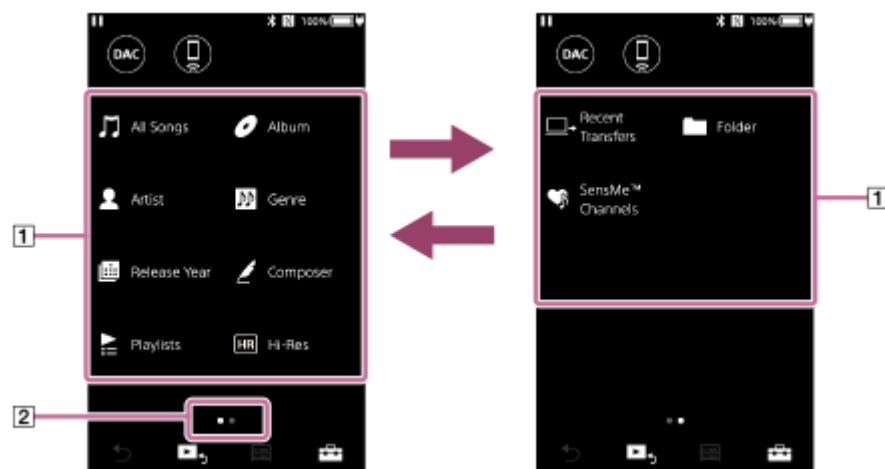 100%
DAC
All Songs
Album
Artist
Genre
Release Year
Composer
Playlists
HR Hi-Res
1
2
100%
DAC
Recent
Transfers
Folder
SensMe™
Channels
1